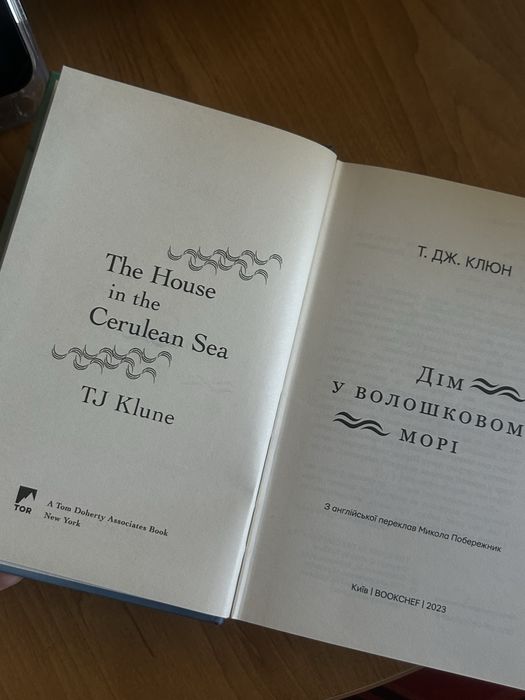 The House
in the
Cerulean Sea
TJ Klune
TOR
A Tom Doherty Associates Book
New York
Т. ДЖ. КЛЮН
Дім
у волошковом
морі
З англійської переклав Микола Побережник
Київ | BOOKCHEF | 2023